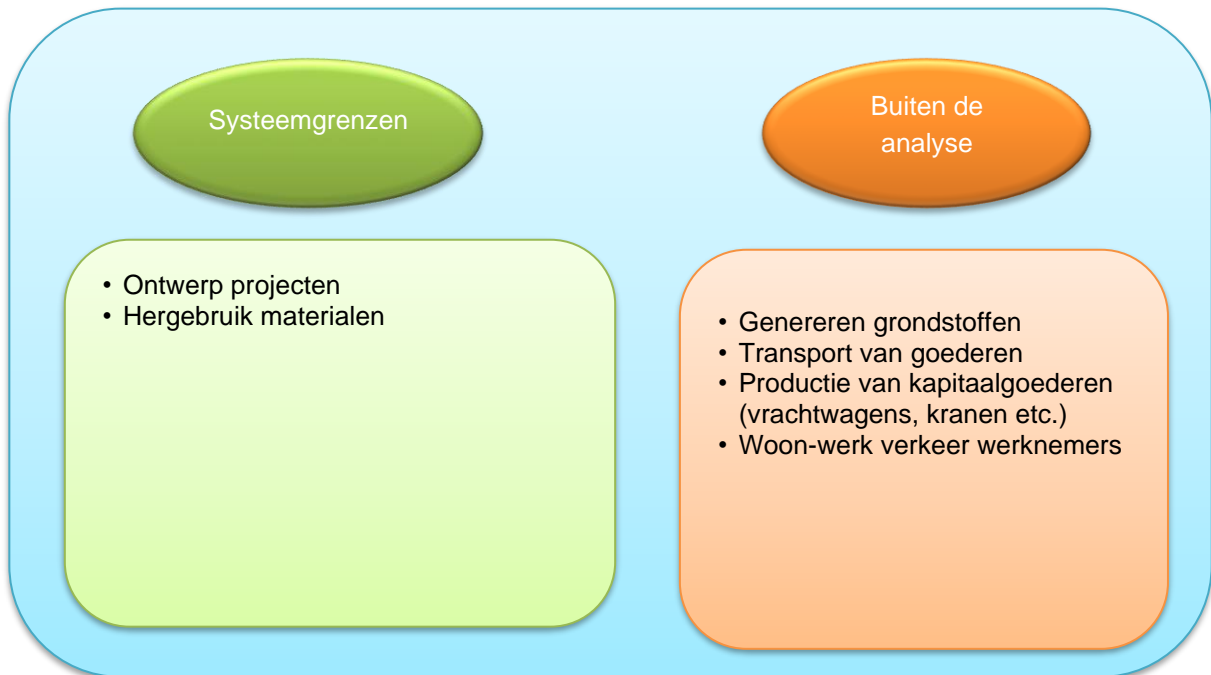 Systeemgrenzen
Buiten de
analyse
• Ontwerp projecten
• Hergebruik materialen
• Genereren grondstoffen
• Transport van goederen
• Productie van kapitaalgoederen
(vrachtwagens, kranen etc.)
• Woon-werk verkeer werknemers